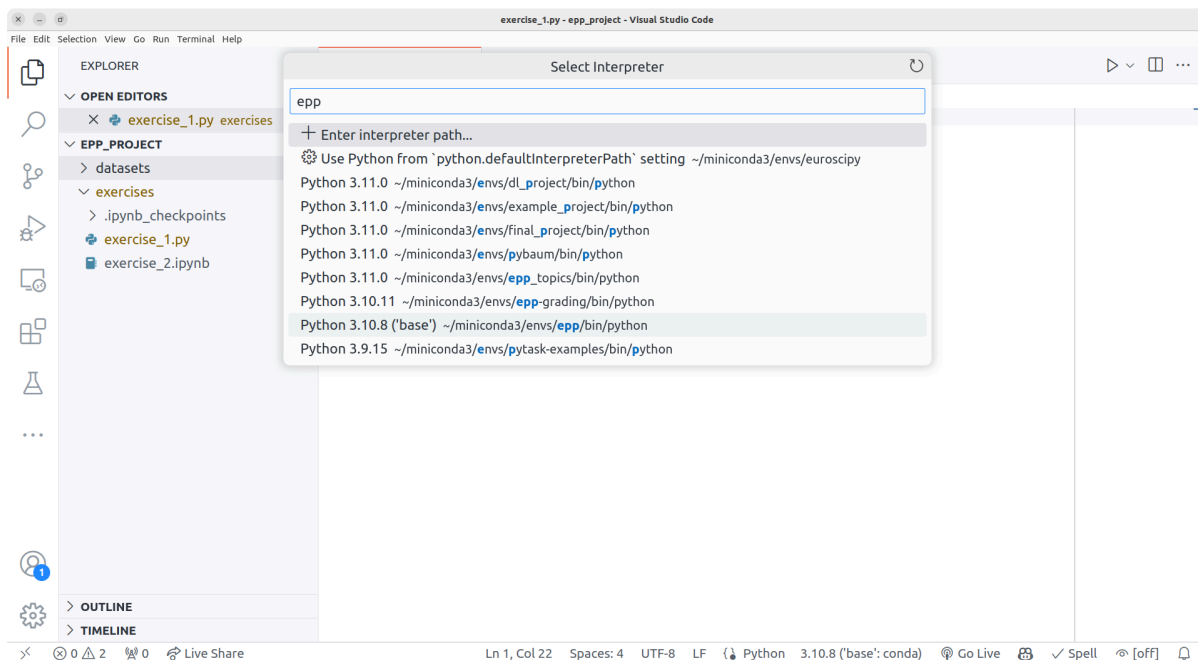 exercise_1.py - epp_project - Visual Studio Code
File Edit Selection View Go Run Terminal Help
EXPLORER
OPEN EDITORS
exercise_1.py exercises
EPP_PROJECT
datasets
exercises
.ipynb_checkpoints
exercise_1.py
exercise_2.ipynb
Select Interpreter
epp
Enter interpreter path...
Use Python from `python.defaultInterpreterPath` setting ~/miniconda3/envs/euroscipy
Python 3.11.0 ~/miniconda3/envs/dl_project/bin/python
Python 3.11.0 ~/miniconda3/envs/example_project/bin/python
Python 3.11.0 ~/miniconda3/envs/final_project/bin/python
Python 3.11.0 ~/miniconda3/envs/pybaum/bin/python
Python 3.11.0 ~/miniconda3/envs/epp_topics/bin/python
Python 3.10.11 ~/miniconda3/envs/epp-grading/bin/python
Python 3.10.8 ('base') ~/miniconda3/envs/epp/bin/python
Python 3.9.15 ~/miniconda3/envs/pytask-examples/bin/python
1
OUTLINE
TIMELINE
0 2 0 Live Share Ln 1, Col 22 Spaces: 4 UTF-8 LF Python 3.10.8 ('base': conda) Go Live Spell [off]